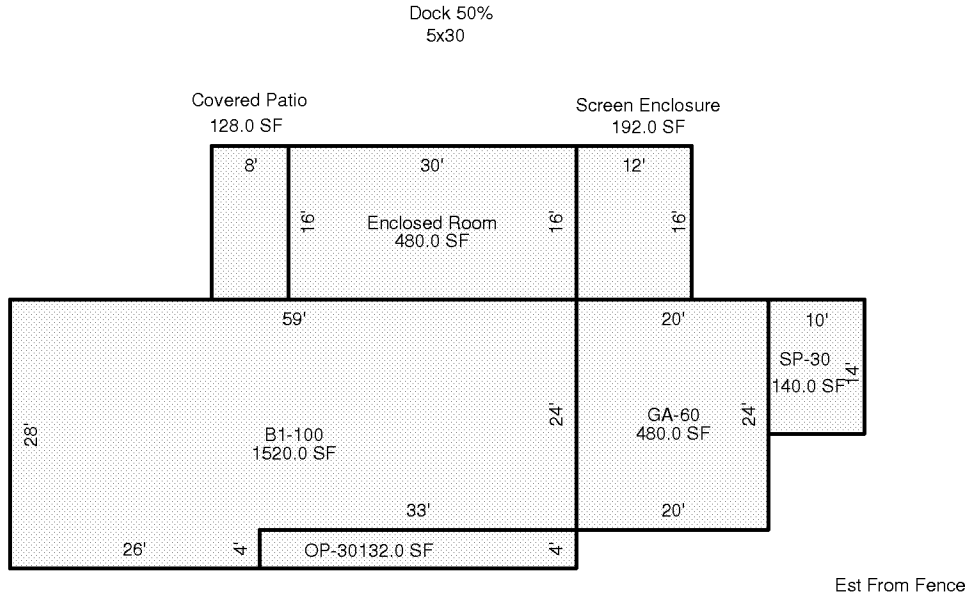 Dock 50%
5x30
Covered Patio
128.0 SF
Screen Enclosure
192.0 SF
8'
30'
12'
16'
Enclosed Room
480.0 SF
16'
16'
59'
20'
10'
SP-30
140.0 SF
14'
28'
B1-100
1520.0 SF
24'
GA-60
480.0 SF
24'
33'
20'
26'
4'
OP-30132.0 SF
4'
Est From Fence